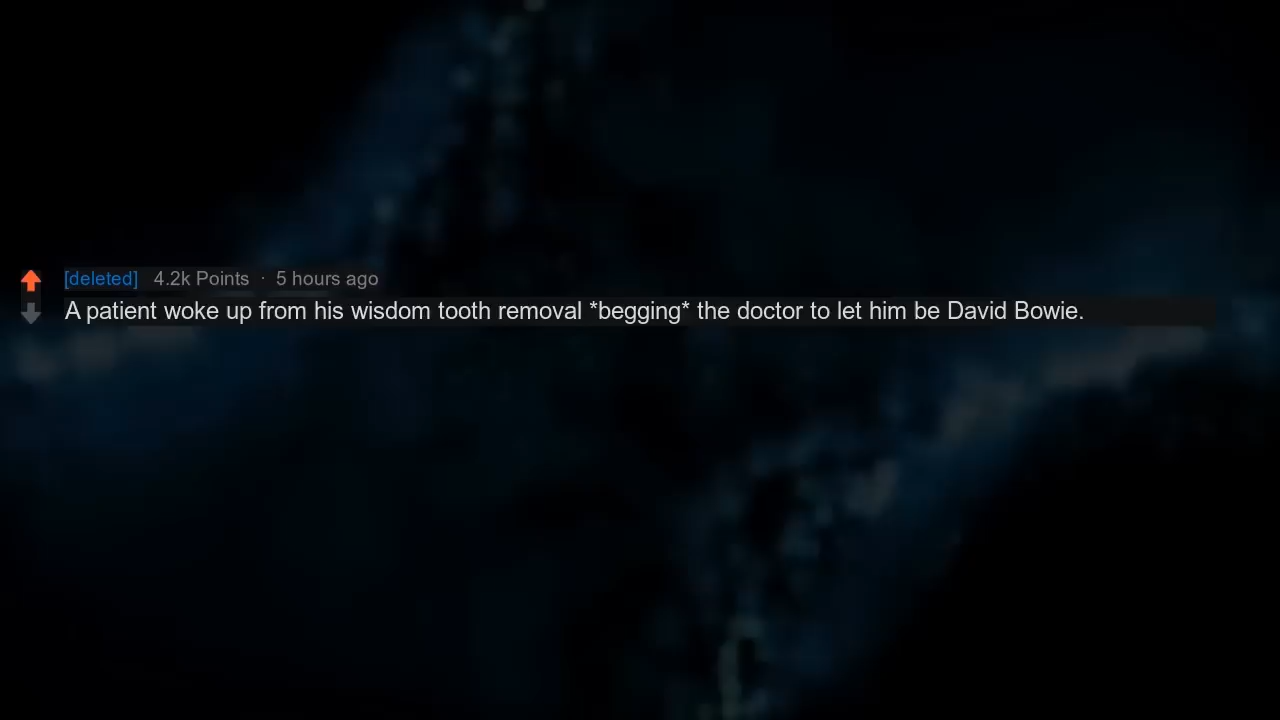 [deleted] 4.2k Points · 5 hours ago
A patient woke up from his wisdom tooth removal *begging* the doctor to let him be David Bowie.